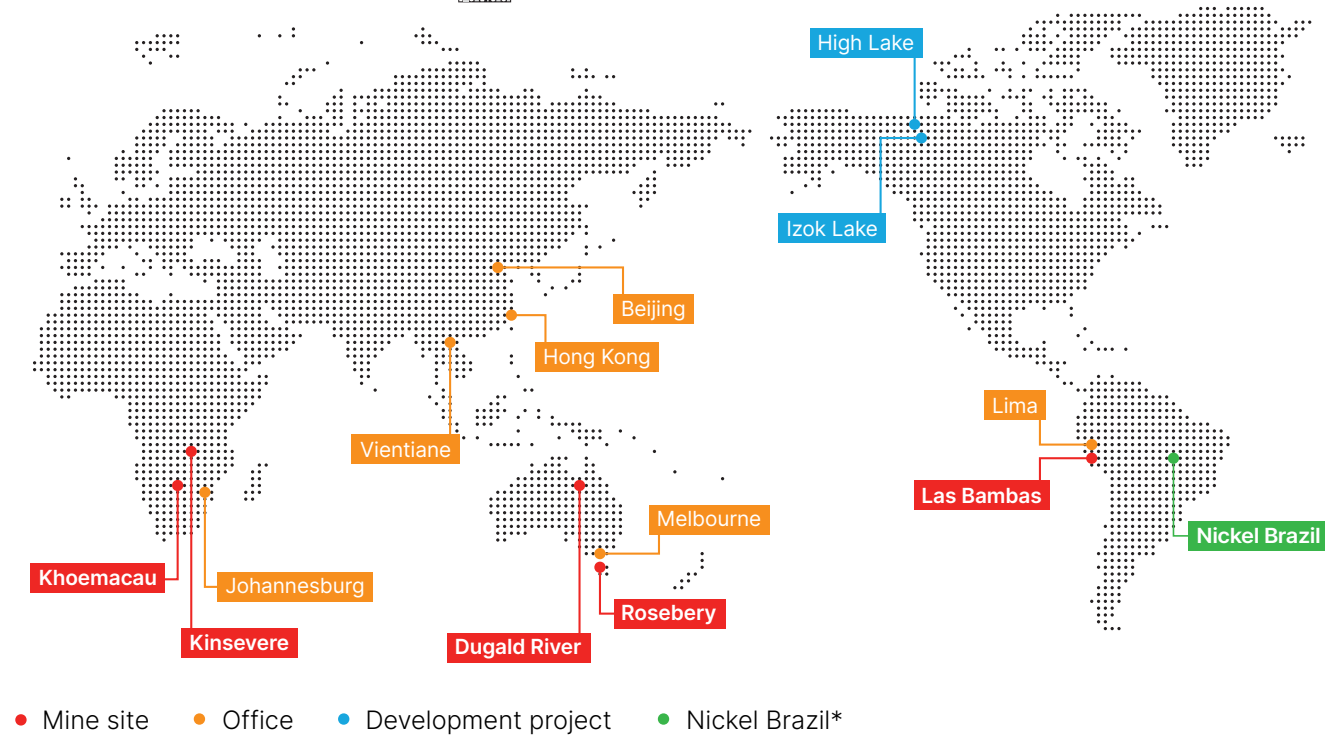 High Lake
Izok Lake
Beijing
Hong Kong
Lima
Vientiane
Las Bambas
Melbourne
Nickel Brazil
Khoemacau
Johannesburg
Rosebery
Kinsevere
Dugald River
Mine site
Office
Development project
Nickel Brazil*